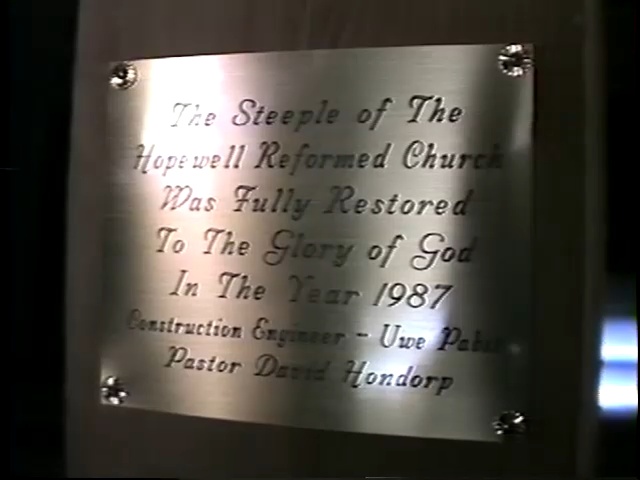 The Steeple of The
Hopewell Reformed Church
Was Fully Restored
To The Glory of God
In The Year 1987
Construction Engineer - Uwe
Pastor David Hondorp